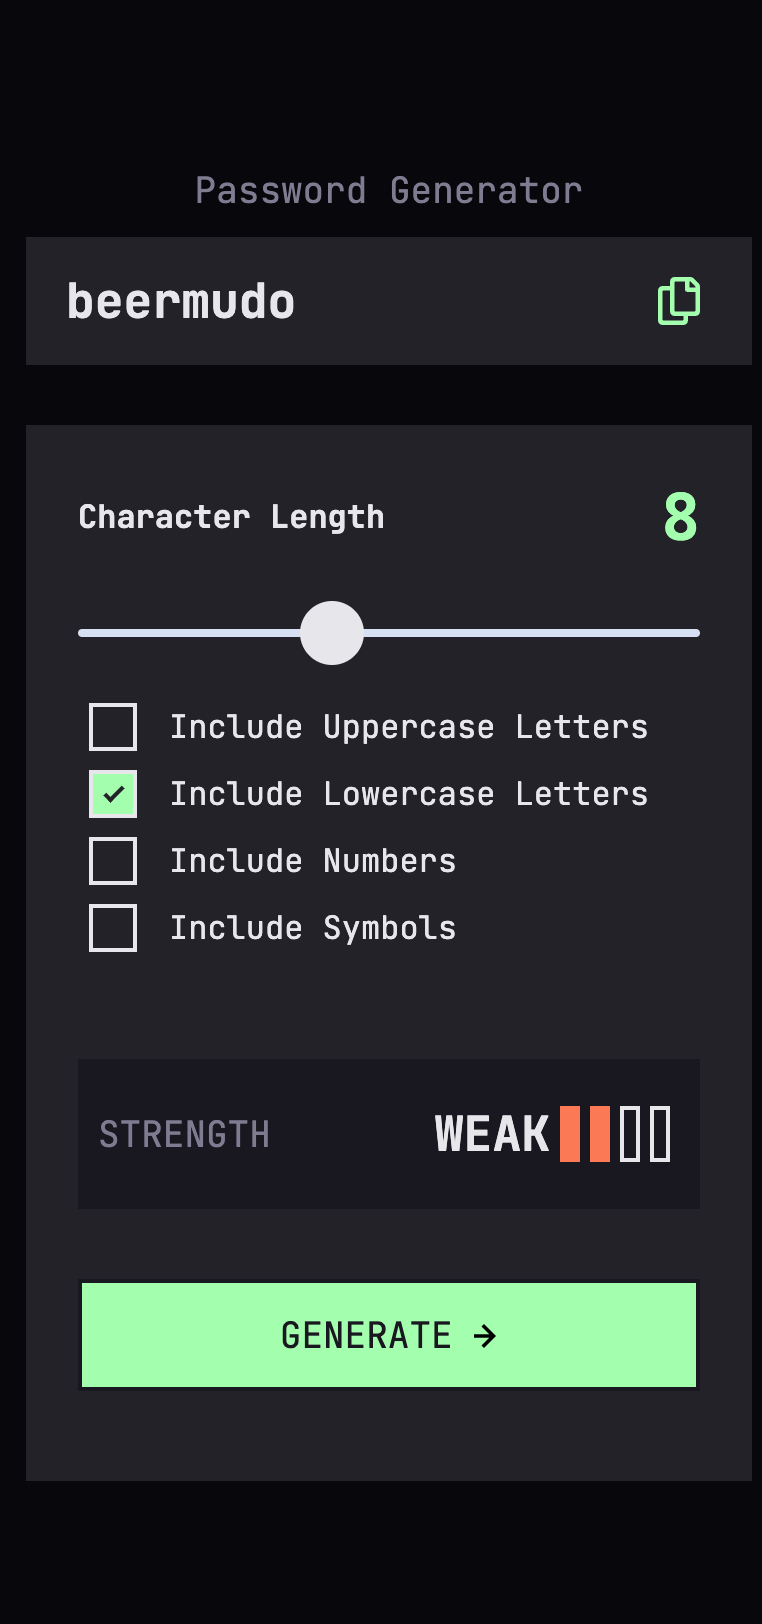 Password Generator
beermudo
Character Length 8
Include Uppercase Letters
Include Lowercase Letters
Include Numbers
Include Symbols
STRENGTH WEAK
GENERATE →